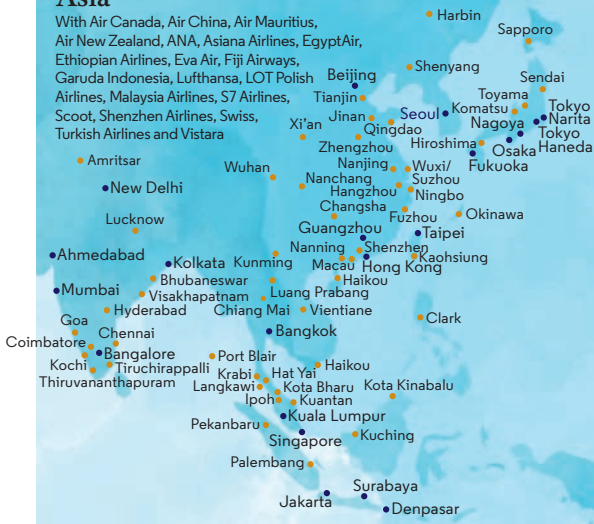 Asia
With Air Canada, Air China, Air Mauritius,
Air New Zealand, ANA, Asiana Airlines, EgyptAir,
Ethiopian Airlines, Eva Air, Fiji Airways,
Garuda Indonesia, Lufthansa, LOT Polish
Airlines, Malaysia Airlines, S7 Airlines,
Scoot, Shenzhen Airlines, Swiss,
Turkish Airlines and Vistara
Harbin
Sapporo
Shenyang
Beijing
Sendai
Tianjin
Toyama
Seoul
Komatsu
Tokyo
Narita
Jinan
Nagoya
Xi'an
Qingdao
Tokyo
Haneda
Zhengzhou
Hiroshima
Osaka
Fukuoka
Amritsar
Wuhan
Nanjing
Wuxi/
Suzhou
Nanchang
New Delhi
Hangzhou
Ningbo
Changsha
Lucknow
Fuzhou
Okinawa
Guangzhou
Taipei
Nanning
Shenzhen
Ahmedabad
Kolkata
Kunming
Macau
Hong Kong
Kaohsiung
Bhubaneswar
Haikou
Mumbai
Visakhapatnam
Luang Prabang
Hyderabad
Chiang Mai
Vientiane
Goa
Clark
Chennai
Bangkok
Coimbatore
Bangalore
Port Blair
Kochi
Tiruchirappalli
Haikou
Krabi
Hat Yai
Thiruvananthapuram
Langkawi
Kota Bharu
Kota Kinabalu
Ipoh
Kuantan
Kuala Lumpur
Pekanbaru
Singapore
Kuching
Palembang
Surabaya
Jakarta
Denpasar